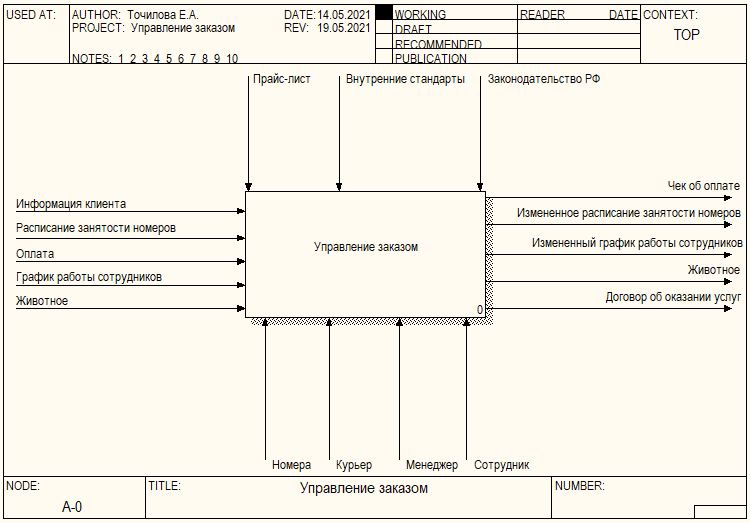 USED AT:
AUTHOR: Точилова Е.А.
DATE: 14.05.2021
PROJECT: Управление заказом
REV: 19.05.2021
NOTES: 1 2 3 4 5 6 7 8 9 10
WORKING
DRAFT
RECOMMENDED
PUBLICATION
READER
DATE
CONTEXT:
TOP
Прайс-лист
Внутренние стандарты
Законодательство РФ
Информация клиента
Расписание занятости номеров
Оплата
График работы сотрудников
Животное
Управление заказом
0
Чек об оплате
Измененное расписание занятости номеров
Измененный график работы сотрудников
Животное
Договор об оказании услуг
Номера
Курьер
Менеджер
Сотрудник
NODE:
A-0
TITLE:
Управление заказом
NUMBER: